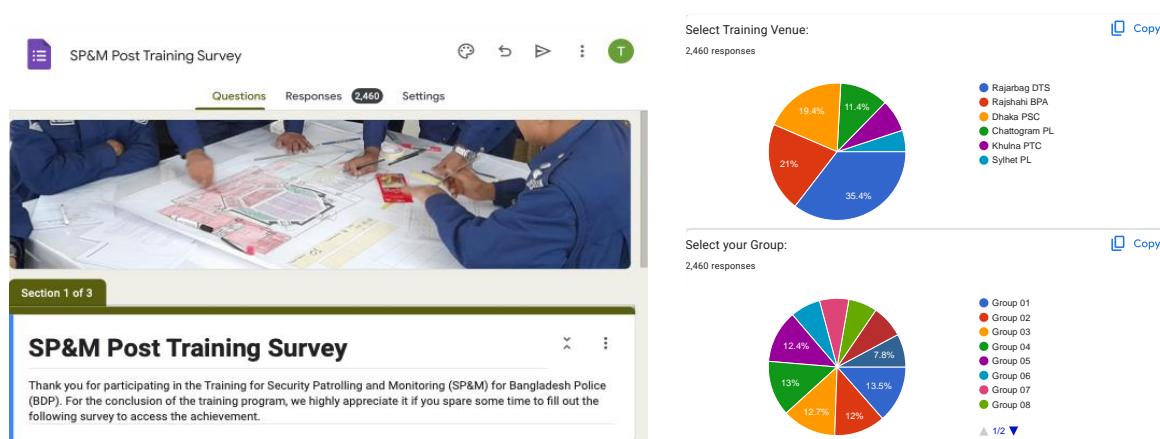 SP&M Post Training Survey
T
Questions
Responses 2,460
Settings
Section 1 of 3
SP&M Post Training Survey
Thank you for participating in the Training for Security Patrolling and Monitoring (SP&M) for Bangladesh Police
(BDP). For the conclusion of the training program, we highly appreciate it if you spare some time to fill out the
following survey to access the achievement.
Select Training Venue:
Copy
2,460 responses
19.4%
11.4%
21%
35.4%
Rajarbag DTS
Rajshahi BPA
Dhaka PSC
Chattogram PL
Khulna PTC
Sylhet PL
Select your Group:
Copy
2,460 responses
12.4%
7.8%
13%
13.5%
12.7%
12%
Group 01
Group 02
Group 03
Group 04
Group 05
Group 06
Group 07
Group 08
1/2